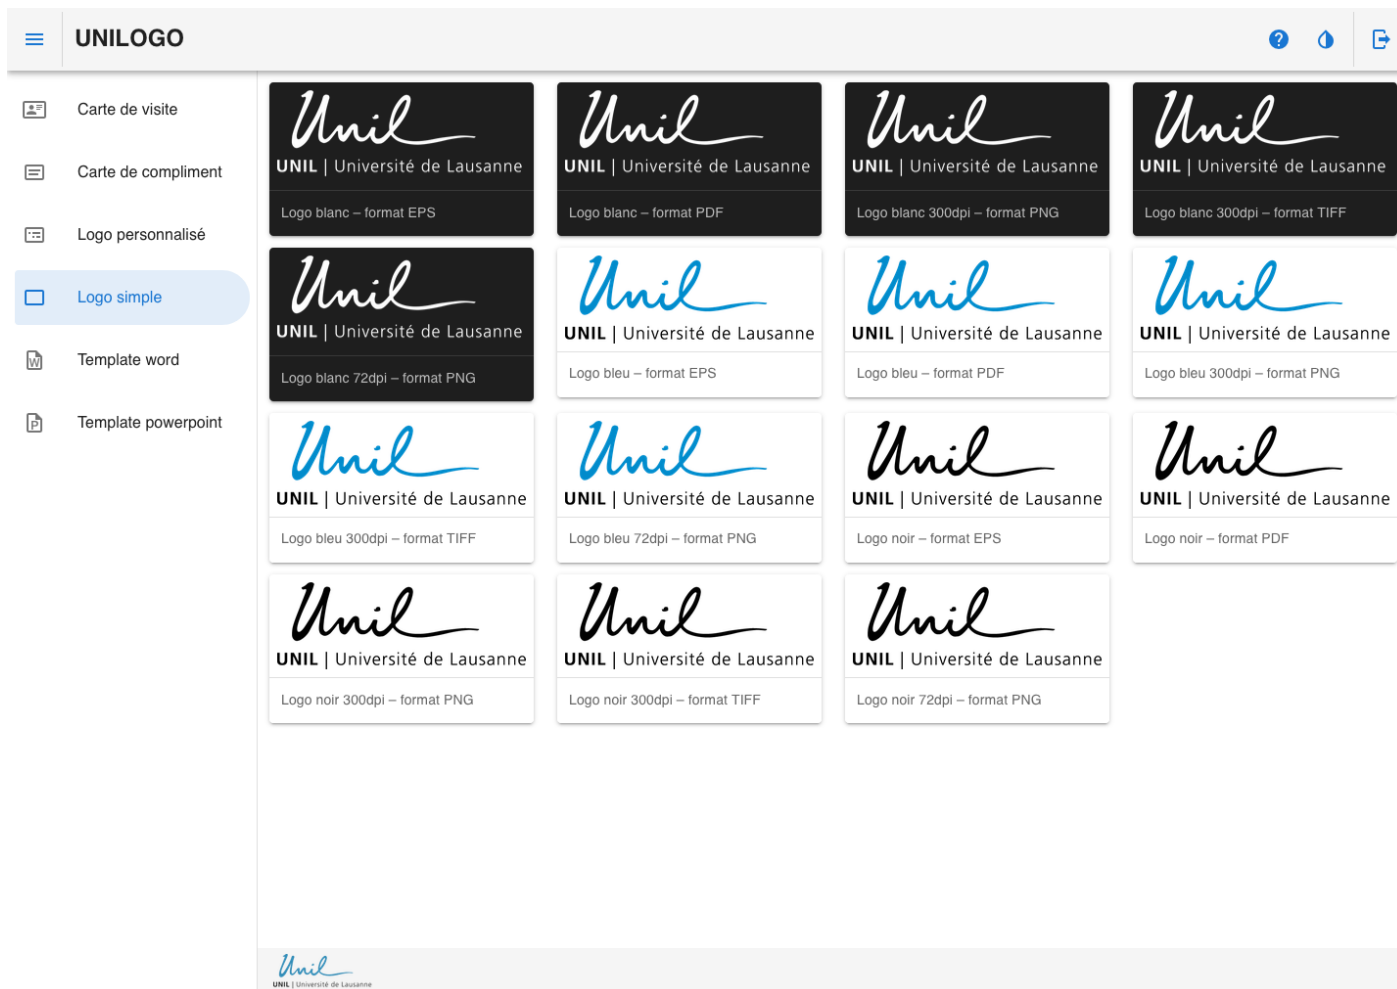 UNILOGO
Carte de visite
Carte de compliment
Logo personnalisé
Logo simple
Template word
Template powerpoint
Unil
UNIL | Université de Lausanne
Logo blanc – format EPS
Unil
UNIL | Université de Lausanne
Logo blanc – format PDF
Unil
UNIL | Université de Lausanne
Logo blanc 300dpi – format PNG
Unil
UNIL | Université de Lausanne
Logo blanc 300dpi – format TIFF
Unil
UNIL | Université de Lausanne
Logo blanc 72dpi – format PNG
Unil
UNIL | Université de Lausanne
Logo bleu – format EPS
Unil
UNIL | Université de Lausanne
Logo bleu – format PDF
Unil
UNIL | Université de Lausanne
Logo bleu 300dpi – format PNG
Unil
UNIL | Université de Lausanne
Logo bleu 300dpi – format TIFF
Unil
UNIL | Université de Lausanne
Logo bleu 72dpi – format PNG
Unil
UNIL | Université de Lausanne
Logo noir – format EPS
Unil
UNIL | Université de Lausanne
Logo noir – format PDF
Unil
UNIL | Université de Lausanne
Logo noir 300dpi – format PNG
Unil
UNIL | Université de Lausanne
Logo noir 300dpi – format TIFF
Unil
UNIL | Université de Lausanne
Logo noir 72dpi – format PNG
Unil
UNIL | Université de Lausanne